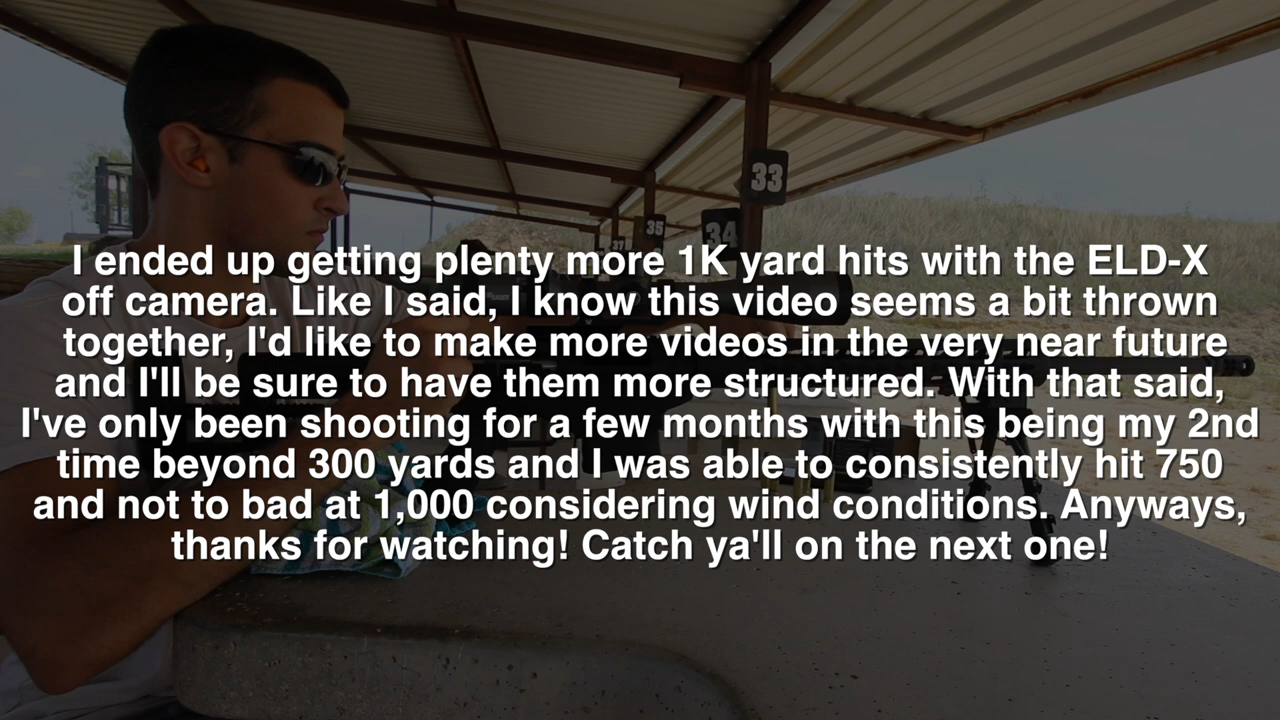 33
35
34
37
I ended up getting plenty more 1K yard hits with the ELD-X
off camera. Like I said, I know this video seems a bit thrown
together, I'd like to make more videos in the very near future
and I'll be sure to have them more structured. With that said,
I've only been shooting for a few months with this being my 2nd
time beyond 300 yards and I was able to consistently hit 750
and not to bad at 1,000 considering wind conditions. Anyways,
thanks for watching! Catch ya'll on the next one!